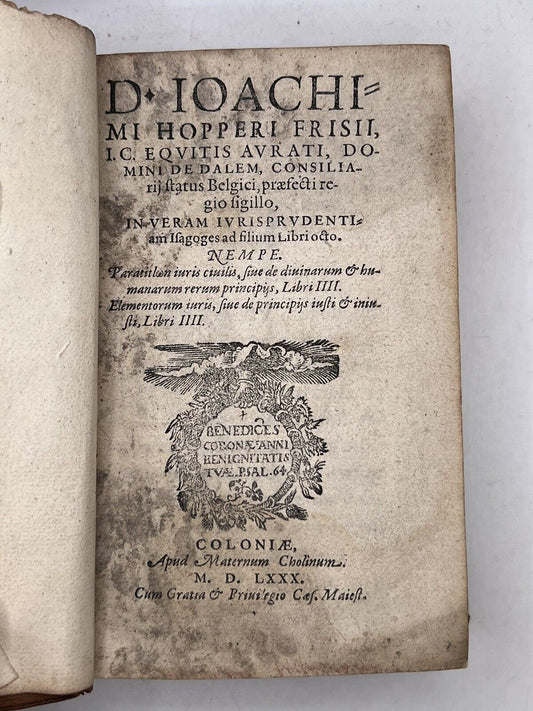 D. IOACHI=
MI HOPPERI FRISII,
I.C. EQVITIS AVRATI, DO-
MINI DE DALEM, CONSILIA-
rij ſtatus Belgici, præfecti re-
gio ſigillo,
IN VERAM IVRISPRVDENTI=
am Iſagoges ad filium Libri octo.
NEMPE.
Paratitlωn iuris ciuilis, ſiue de diuinarum & hu-
manarum rerum principijs, Libri IIII.
Elementorum iuris, ſiue de principijs iuſti & iniu-
ſti, Libri IIII.
BENEDICES
CORONÆ ANNI
BENIGNITATIS
TVÆ. PSAL. 64
COLONIÆ,
Apud Maternum Cholinum.
M. D. LXXX.
Cum Gratia & Priuilegio Cæſ. Maieſt.